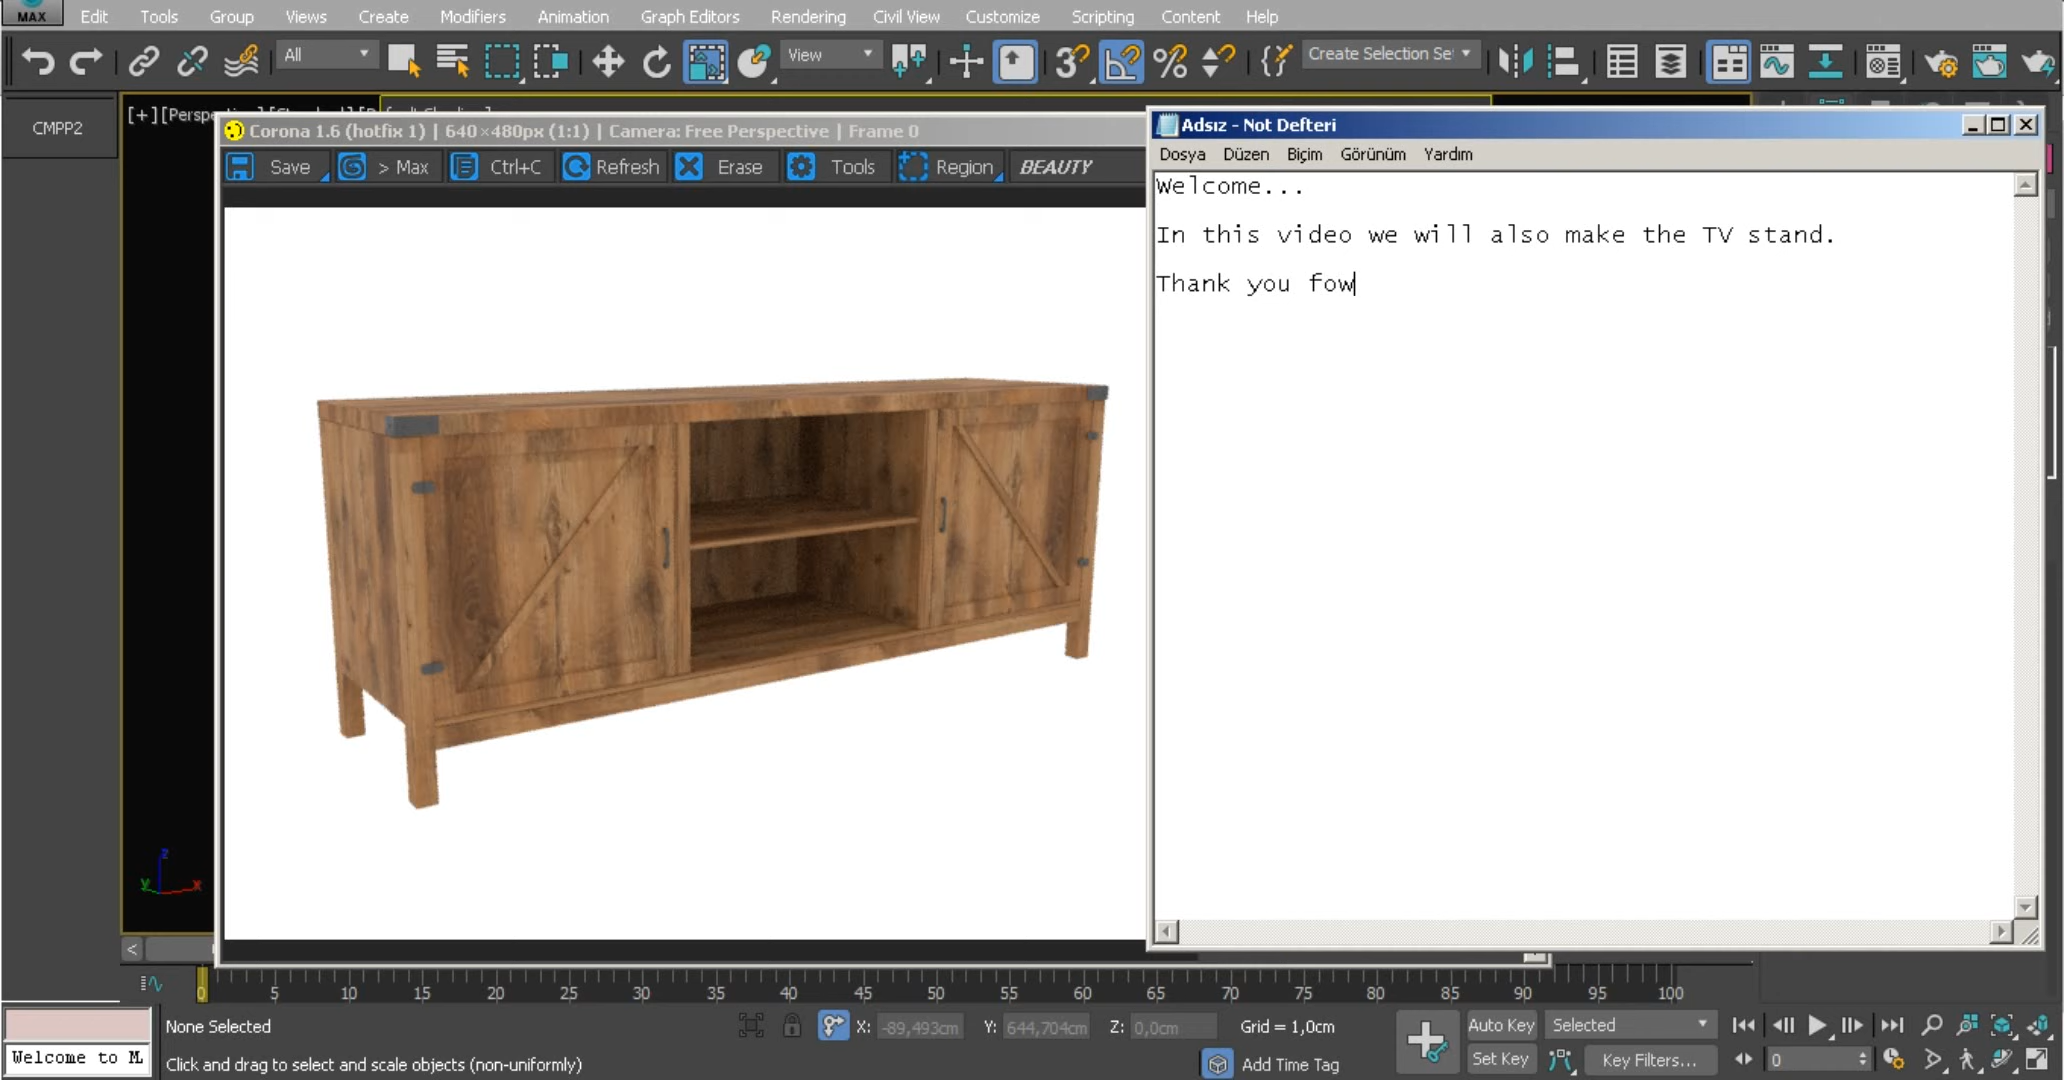 MAX Edit Tools Group Views Create Modifiers Animation Graph Editors Rendering Civil View Customize Scripting Content Help
All View 3 Create Selection Se
CMPP2
[+][Perspe
Corona 1.6 (hotfix 1) | 640×480px (1:1) | Camera: Free Perspective | Frame 0
Save > Max Ctrl+C Refresh Erase Tools Region BEAUTY
Adsız - Not Defteri
Dosya Düzen Biçim Görünüm Yardım
Welcome...
In this video we will also make the TV stand.
Thank you fow
z
y x
<
0 5 10 15 20 25 30 35 40 45 50 55 60 65 70 75 80 85 90 95 100
None Selected X: -89,493cm Y: 644,704cm Z: 0,0cm Grid = 1,0cm Auto Key Selected
Welcome to M
Click and drag to select and scale objects (non-uniformly) Add Time Tag Set Key Key Filters... 0